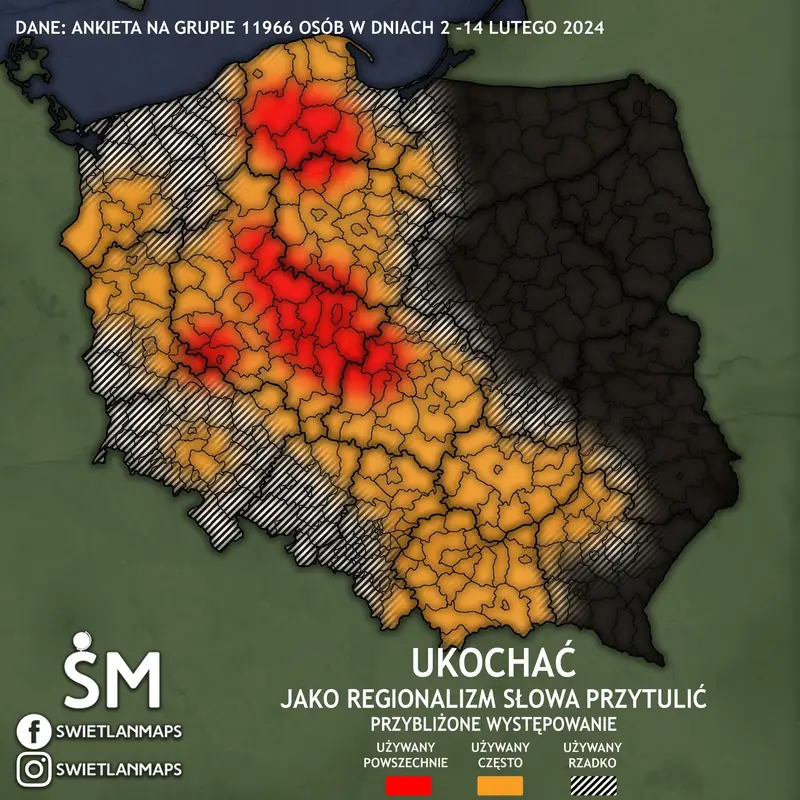 DANE: ANKIETA NA GRUPIE 11966 OSÓB W DNIACH 2 -14 LUTEGO 2024
ŚM
SWIETLANMAPS
SWIETLANMAPS
UKOCHAĆ
JAKO REGIONALIZM SŁOWA PRZYTULIĆ
PRZYBLIŻONE WYSTĘPOWANIE
UŻYWANY
POWSZECHNIE
UŻYWANY
CZĘSTO
UŻYWANY
RZADKO